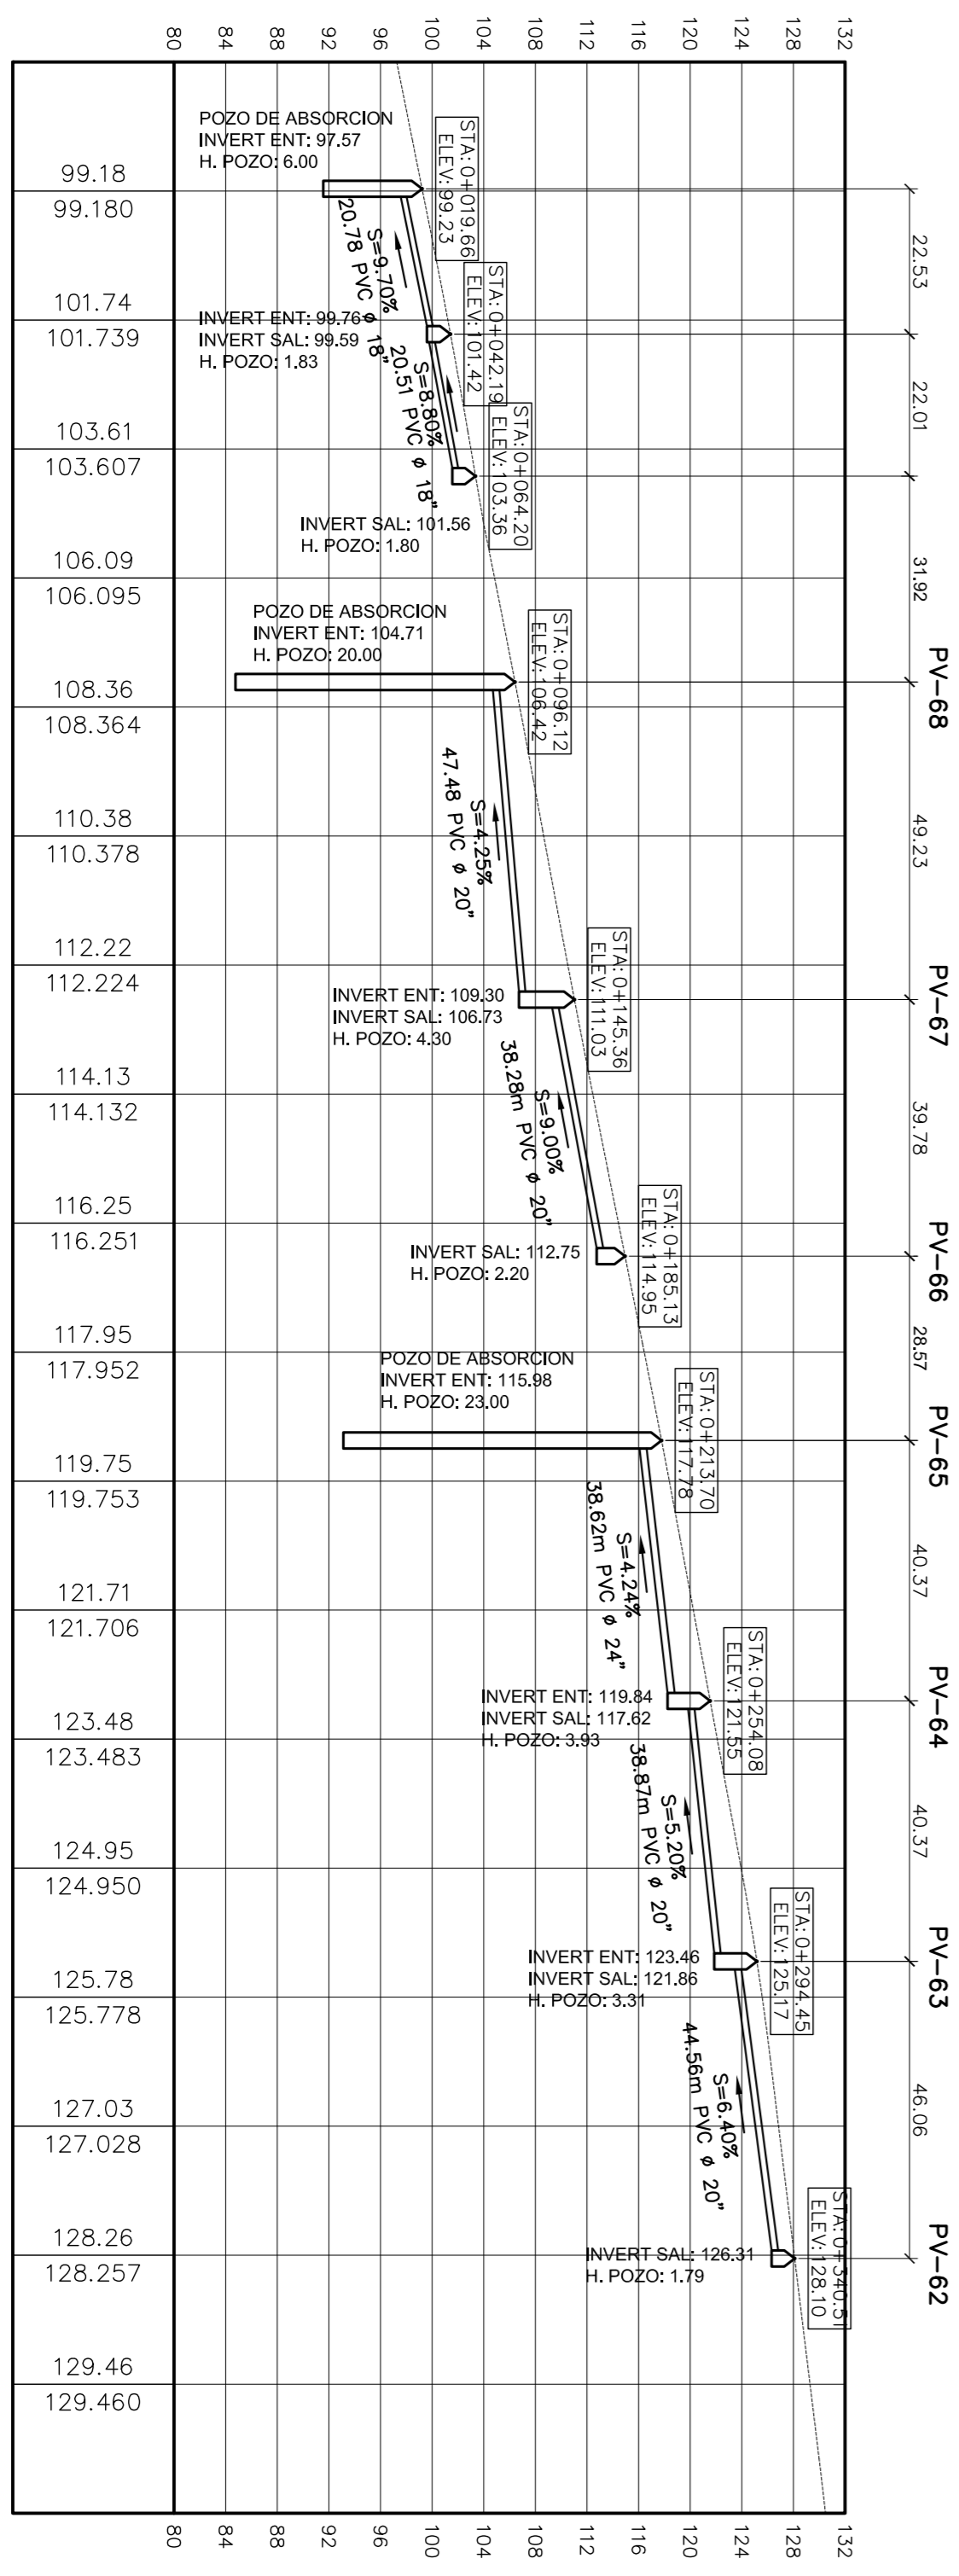 80
84
88
92
96
100
104
108
112
116
120
124
128
132
POZO DE ABSORCION
INVERT ENT: 97.57
H. POZO: 6.00
99.18
99.180
STA: 0+019.66
ELEV: 99.23
22.53
S=9.70%
20.78 PVC ø 18"
101.74
101.739
INVERT ENT: 99.76
INVERT SAL: 99.59
H. POZO: 1.83
STA: 0+042.19
ELEV: 101.42
22.01
S=8.80%
20.51 PVC ø 18"
103.61
103.607
STA: 0+064.20
ELEV: 103.36
INVERT SAL: 101.56
H. POZO: 1.80
31.92
106.09
106.095
POZO DE ABSORCION
INVERT ENT: 104.71
H. POZO: 20.00
STA: 0+096.12
ELEV: 106.42
PV-68
108.36
108.364
S=4.25%
47.48 PVC ø 20"
49.23
110.38
110.378
112.22
112.224
INVERT ENT: 109.30
INVERT SAL: 106.73
H. POZO: 4.30
STA: 0+145.36
ELEV: 111.03
PV-67
114.13
114.132
S=9.00%
38.28m PVC ø 20"
39.78
116.25
116.251
INVERT SAL: 112.75
H. POZO: 2.20
STA: 0+185.13
ELEV: 114.95
PV-66
28.57
117.95
117.952
POZO DE ABSORCION
INVERT ENT: 115.98
H. POZO: 23.00
STA: 0+213.70
ELEV: 117.78
PV-65
119.75
119.753
S=4.24%
38.62m PVC ø 24"
40.37
121.71
121.706
INVERT ENT: 119.84
INVERT SAL: 117.62
H. POZO: 3.93
STA: 0+254.08
ELEV: 121.55
PV-64
123.48
123.483
S=5.20%
38.87m PVC ø 20"
40.37
124.95
124.950
INVERT ENT: 123.46
INVERT SAL: 121.86
H. POZO: 3.31
STA: 0+294.45
ELEV: 125.17
PV-63
125.78
125.778
S=6.40%
44.56m PVC ø 20"
46.06
127.03
127.028
INVERT SAL: 126.31
H. POZO: 1.79
STA: 0+340.51
ELEV: 128.10
PV-62
128.26
128.257
129.46
129.460
80
84
88
92
96
100
104
108
112
116
120
124
128
132